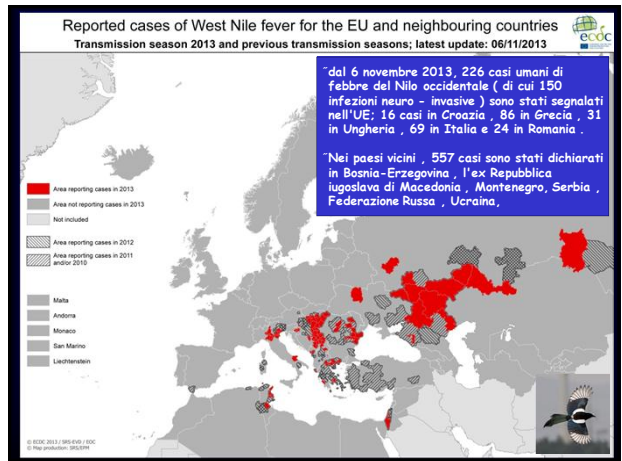 Reported cases of West Nile fever for the EU and neighbouring countries
Transmission season 2013 and previous transmission seasons; latest update: 06/11/2013
ecdc
¨dal 6 novembre 2013, 226 casi umani di
febbre del Nilo occidentale ( di cui 150
infezioni neuro - invasive ) sono stati segnalati
nell'UE; 16 casi in Croazia , 86 in Grecia , 31
in Ungheria , 69 in Italia e 24 in Romania .
¨Nei paesi vicini , 557 casi sono stati dichiarati
in Bosnia-Erzegovina , l'ex Repubblica
iugoslava di Macedonia , Montenegro, Serbia ,
Federazione Russa , Ucraina,
Area reporting cases in 2013
Area not reporting cases in 2013
Not included
Area reporting cases in 2012
Area reporting cases in 2011
and/or 2010
Malta
Andorra
Monaco
San Marino
Liechtenstein
© ECDC 2013 / SRS-EVD / EOC
© Map production: SRS/EPM